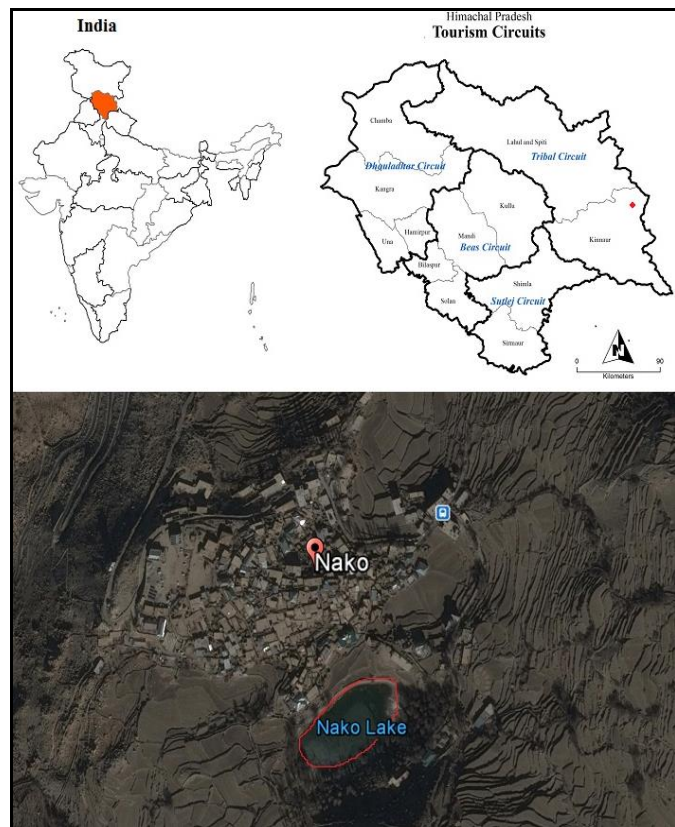 India
Himachal Pradesh
Tourism Circuits
Chamba
Lahul and Spiti
Tribal Circuit
Dhauladhar Circuit
Kangra
Kullu
Hamirpur
Mandi
Una
Beas Circuit
Kinnaur
Bilaspur
Shimla
Solan
Sutlej Circuit
Sirmaur
N
0 90
Kilometers
Nako
Nako Lake